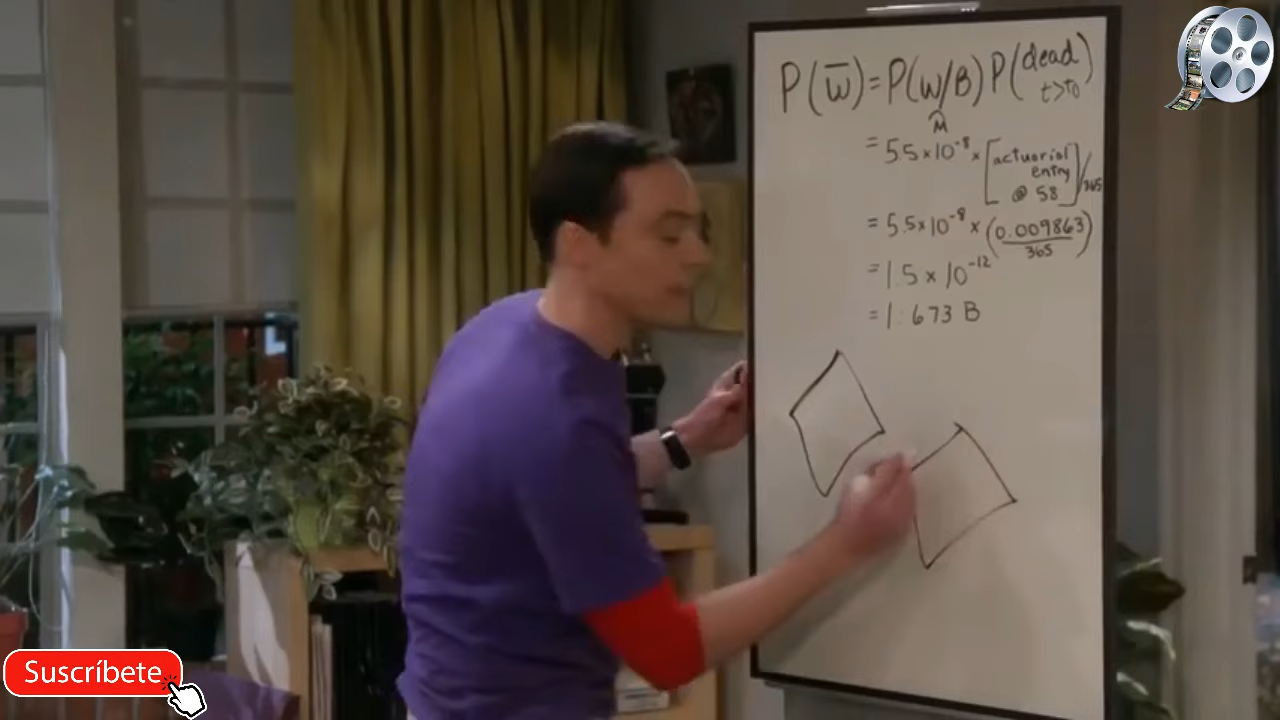 P(w̅)=P(W/B)P(dead t>t₀)
M
=5.5×10⁻⁸×[actuarial entry @ 58]/365
=5.5×10⁻⁸×(0.009863/365)
=1.5×10⁻¹²
=1:673 B
Suscríbete